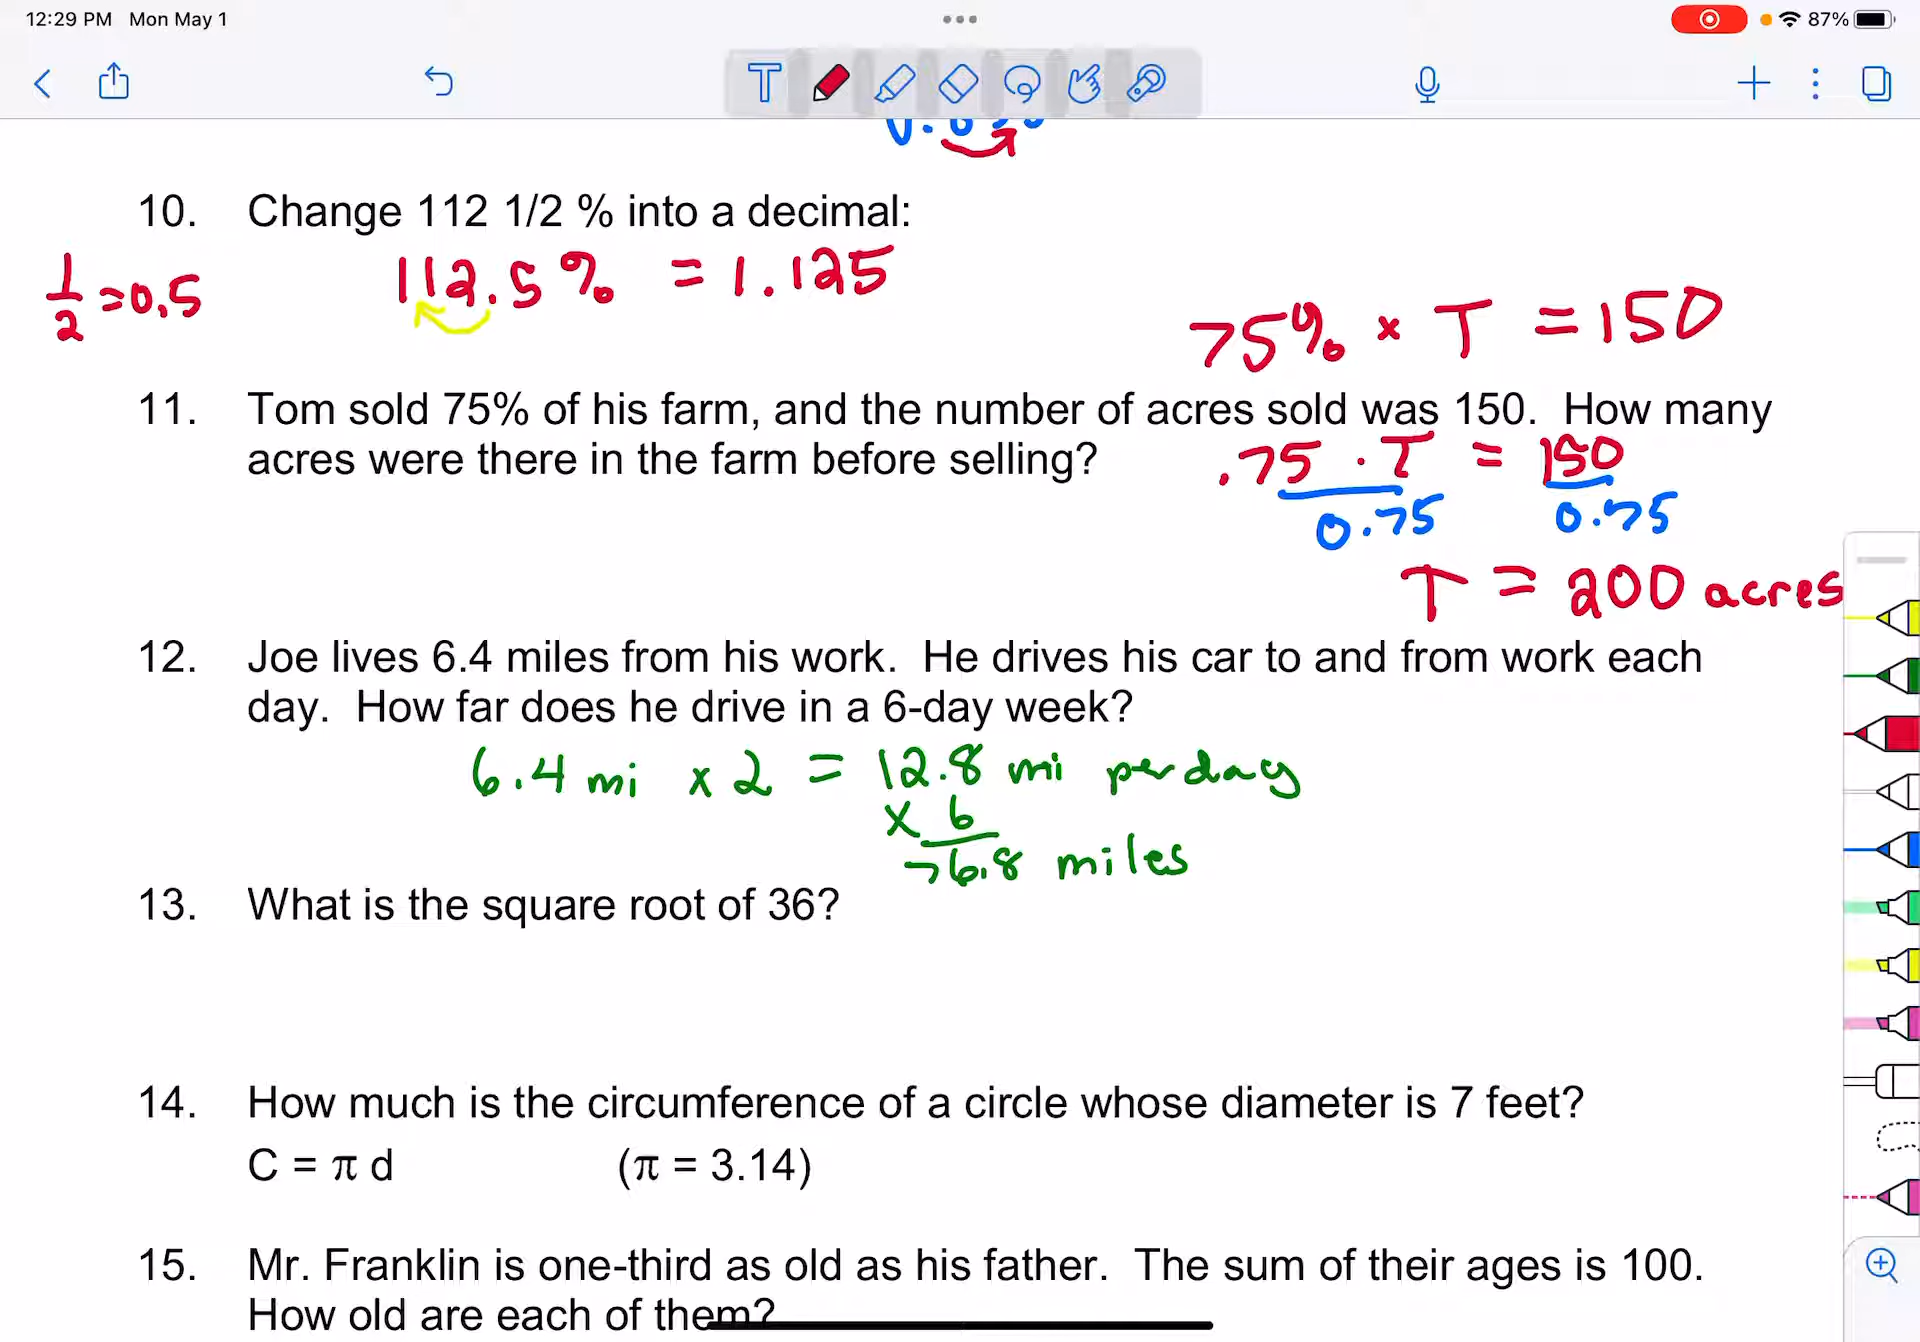 12:29 PM Mon May 1
87%
10. Change 112 1/2 % into a decimal:
1/2 = 0.5
112.5% = 1.125
75% × T = 150
11. Tom sold 75% of his farm, and the number of acres sold was 150. How many
acres were there in the farm before selling?
.75 · T = 150
0.75 0.75
T = 200 acres
12. Joe lives 6.4 miles from his work. He drives his car to and from work each
day. How far does he drive in a 6-day week?
6.4 mi x 2 = 12.8 mi per day
x 6
76.8 miles
13. What is the square root of 36?
14. How much is the circumference of a circle whose diameter is 7 feet?
C = π d (π = 3.14)
15. Mr. Franklin is one-third as old as his father. The sum of their ages is 100.
How old are each of them?